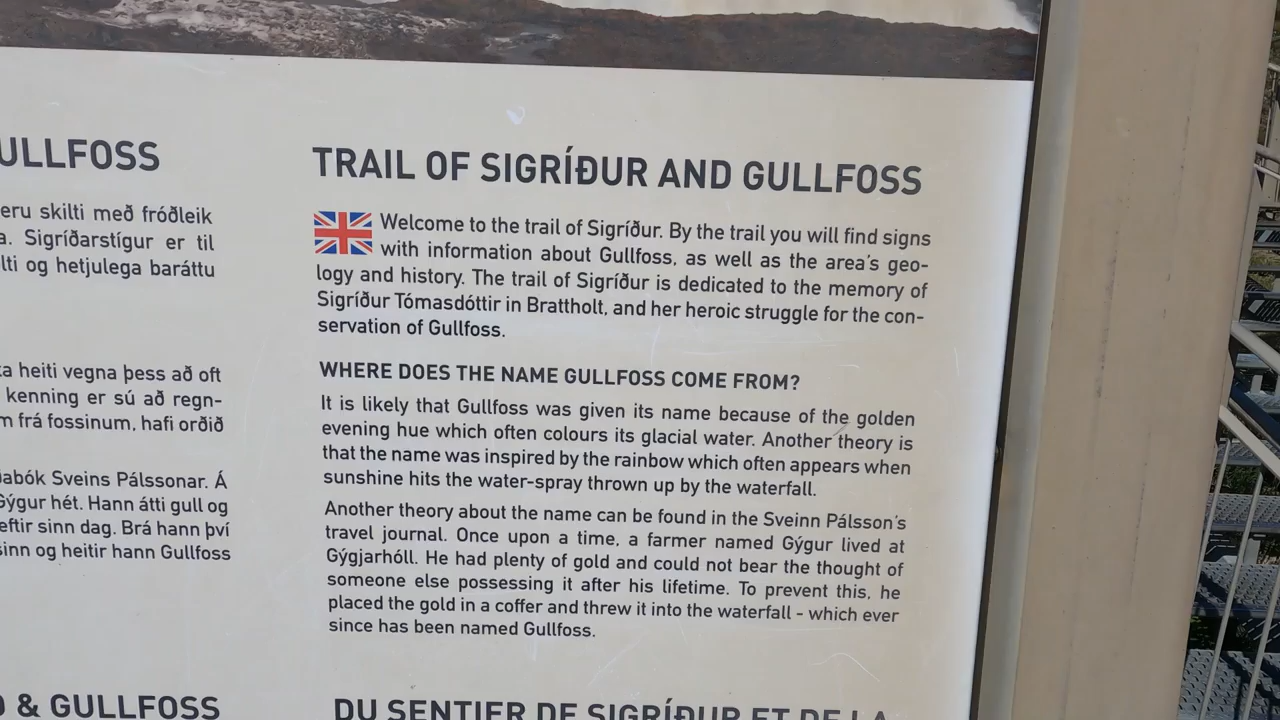 ULLFOSS
eru skilti með fróðleik
a. Sigríðarstígur er til
lti og hetjulega baráttu
ka heiti vegna þess að oft
kenning er sú að regn-
m frá fossinum, hafi orðið
ðabók Sveins Pálssonar. Á
Gýgur hét. Hann átti gull og
eftir sinn dag. Brá hann því
sinn og heitir hann Gullfoss
& GULLFOSS
TRAIL OF SIGRÍÐUR AND GULLFOSS
Welcome to the trail of Sigríður. By the trail you will find signs
with information about Gullfoss, as well as the area's geo-
logy and history. The trail of Sigríður is dedicated to the memory of
Sigríður Tómasdóttir in Brattholt, and her heroic struggle for the con-
servation of Gullfoss.
WHERE DOES THE NAME GULLFOSS COME FROM?
It is likely that Gullfoss was given its name because of the golden
evening hue which often colours its glacial water. Another theory is
that the name was inspired by the rainbow which often appears when
sunshine hits the water-spray thrown up by the waterfall.
Another theory about the name can be found in the Sveinn Pálsson's
travel journal. Once upon a time, a farmer named Gýgur lived at
Gýgjarhóll. He had plenty of gold and could not bear the thought of
someone else possessing it after his lifetime. To prevent this, he
placed the gold in a coffer and threw it into the waterfall - which ever
since has been named Gullfoss.
DU SENTIER DE SIGRÍÐUR ET DE LA